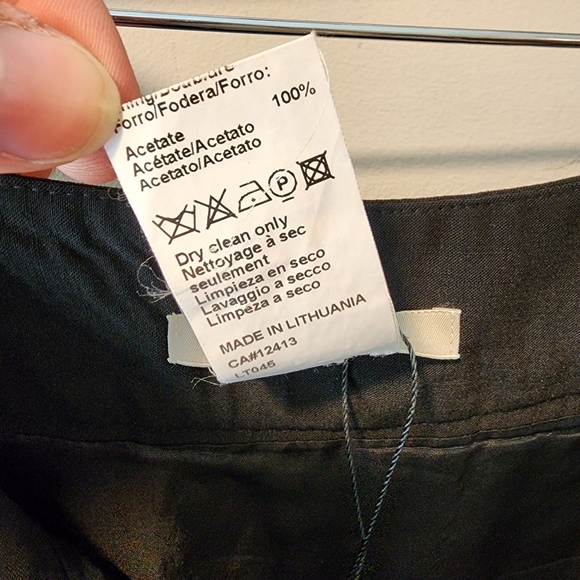 Forro/Fodera/Forro:
100%
Acetate
Acétate/Acetato
Acetato/Acetato
P
Dry clean only
Nettoyage à sec
seulement
Limpieza en seco
Lavaggio a secco
Limpeza a seco
MADE IN LITHUANIA
CA#12413
LT045